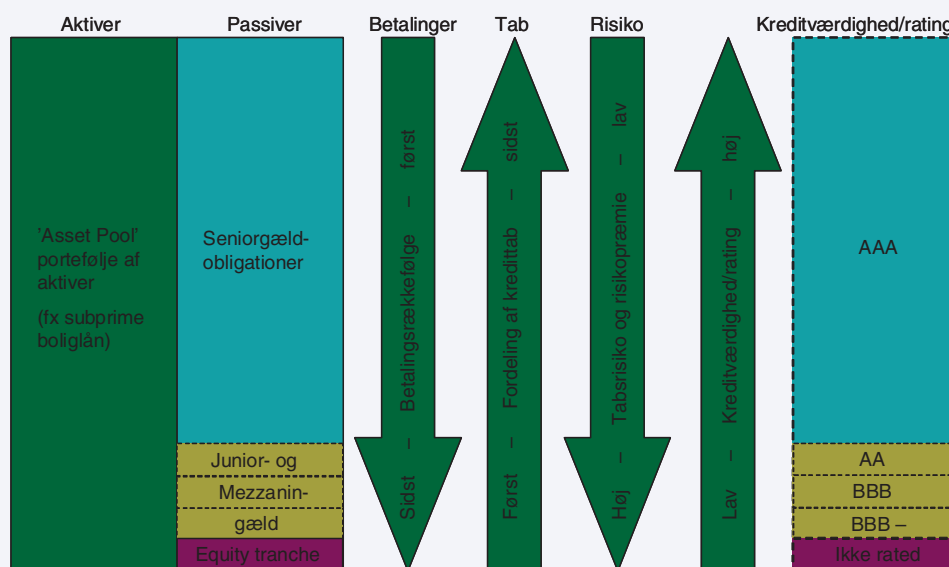 Aktiver
Passiver
Betalinger
Tab
Risiko
Kreditværdighed/rating
'Asset Pool'
portefølje af
aktiver
(fx subprime
boliglån)
Seniorgæld-
obligationer
Junior- og
Mezzanin-
gæld
Equity tranche
Sidst – Betalingsrækkefølge – først
Først – Fordeling af kredittab – sidst
Høj – Tabsrisiko og risikopræmie – lav
Lav – Kreditværdighed/rating – høj
AAA
AA
BBB
BBB –
Ikke rated